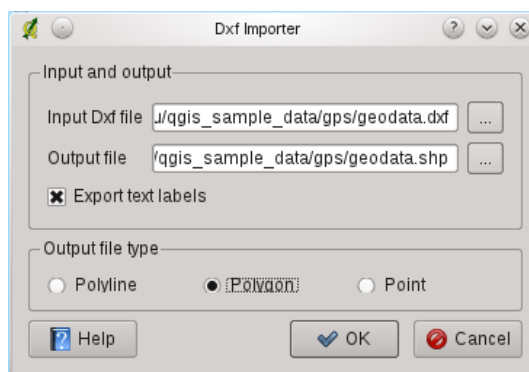 Dxf Importer
Input and output
Input Dxf file
u/qgis_sample_data/gps/geodata.dxf
...
Output file
/qgis_sample_data/gps/geodata.shp
...
Export text labels
Output file type
Polyline
Polygon
Point
Help
OK
Cancel